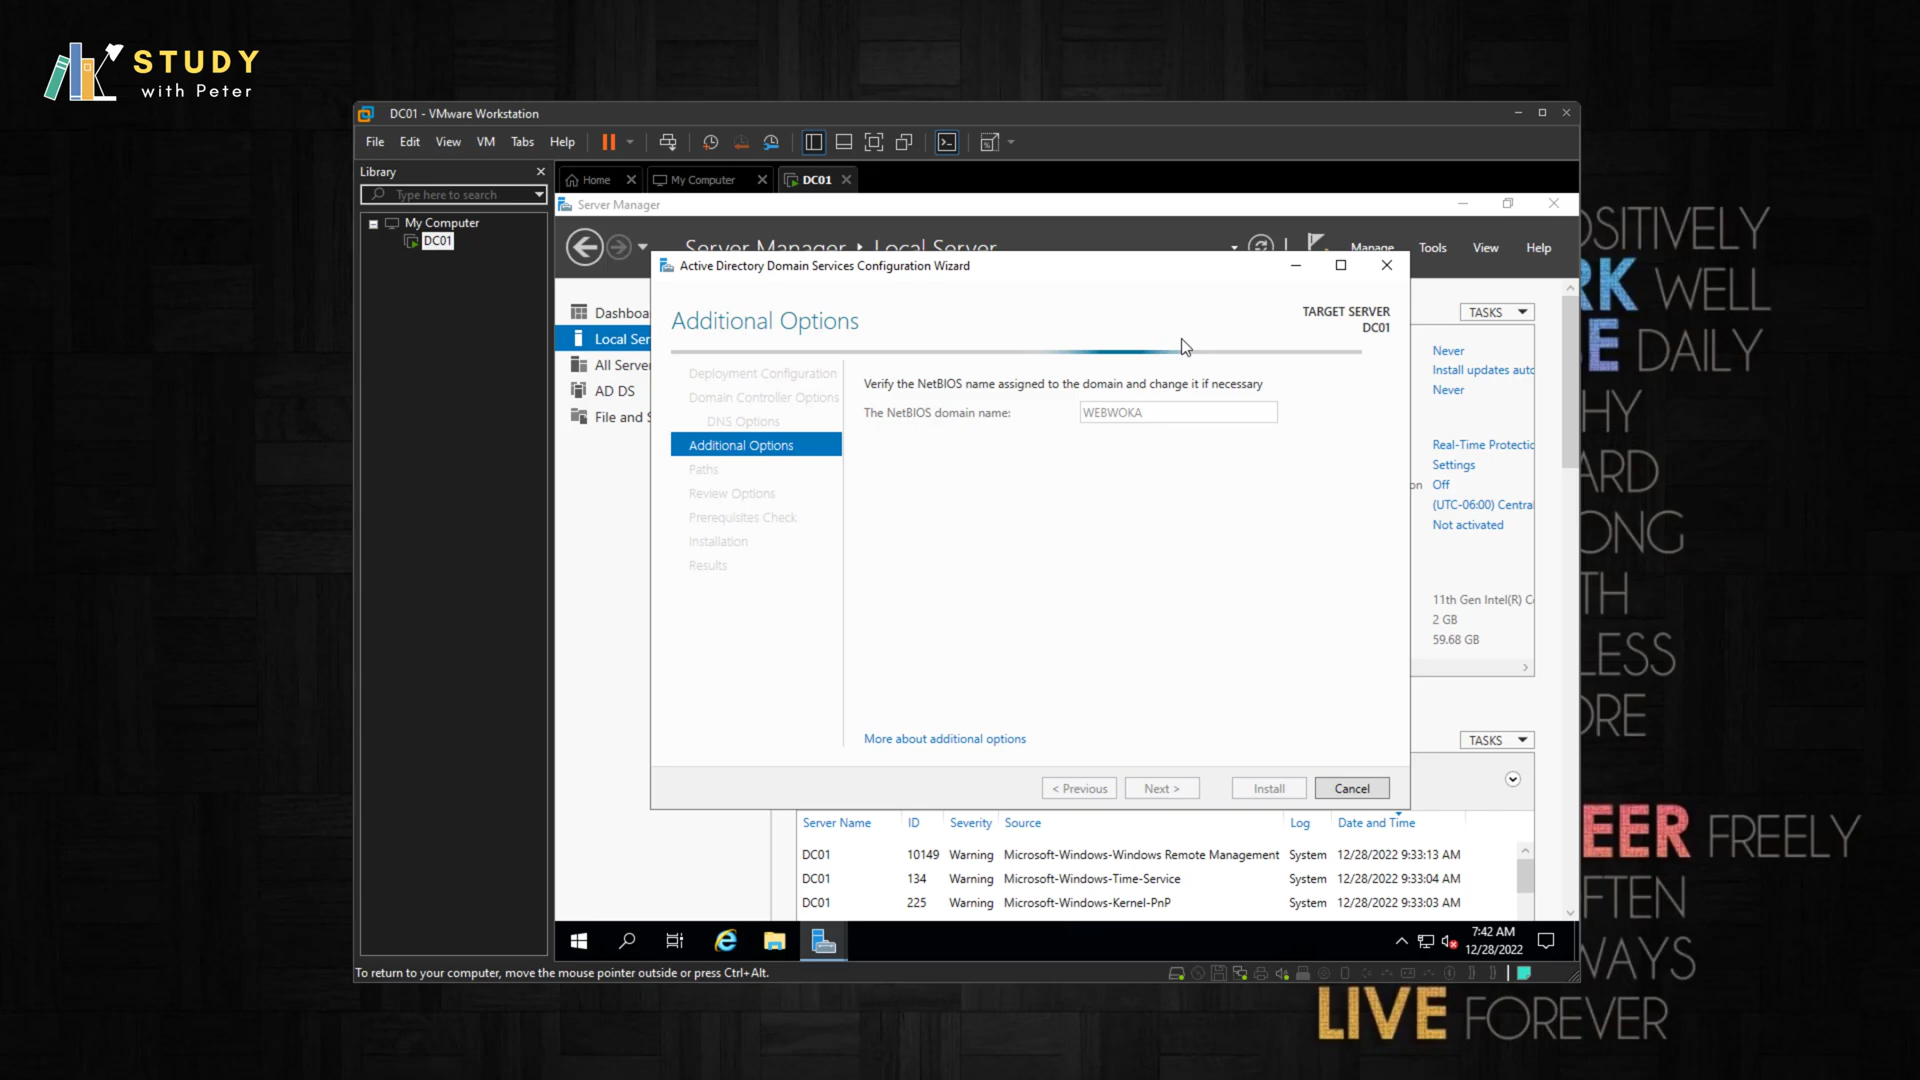 STUDY
with Peter
DC01 - VMware Workstation
File Edit View VM Tabs Help
Library
Type here to search
My Computer
DC01
Home
My Computer
DC01
Server Manager
Server Manager Local Server
Manage Tools View Help
Dashboa
Local Ser
All Serve
AD DS
File and S
Active Directory Domain Services Configuration Wizard
Additional Options
TARGET SERVER
DC01
Deployment Configuration
Domain Controller Options
DNS Options
Additional Options
Paths
Review Options
Prerequisites Check
Installation
Results
Verify the NetBIOS name assigned to the domain and change it if necessary
The NetBIOS domain name: WEBWOKA
More about additional options
< Previous Next > Install Cancel
TASKS
Never
Install updates auto
Never
Real-Time Protectio
Settings
on Off
(UTC-06:00) Centra
Not activated
11th Gen Intel(R) C
2 GB
59.68 GB
TASKS
Server Name ID Severity Source Log Date and Time
DC01 10149 Warning Microsoft-Windows-Windows Remote Management System 12/28/2022 9:33:13 AM
DC01 134 Warning Microsoft-Windows-Time-Service System 12/28/2022 9:33:04 AM
DC01 225 Warning Microsoft-Windows-Kernel-PnP System 12/28/2022 9:33:03 AM
7:42 AM
12/28/2022
To return to your computer, move the mouse pointer outside or press Ctrl+Alt.
OSITIVELY
RK WELL
E DAILY
HY
ARD
ONG
TH
LESS
ORE
EER FREELY
FTEN
WAYS
LIVE FOREVER